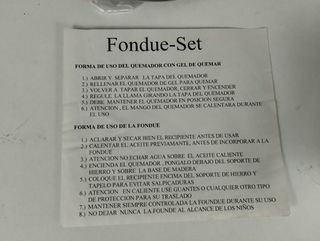 Fondue-Set
FORMA DE USO DEL QUEMADOR CON GEL DE QUEMAR
1.) ABRIR Y SEPARAR LA TAPA DEL QUEMADOR
2.) RELLENAR EL QUEMADOR DE GEL PARA QUEMAR
3.) VOLVER A TAPAR EL QUEMADOR, CERRAR Y ENCENDER
4.) REGULE LA LLAMA GIRANDO LA TAPA DEL QUEMADOR
5.) DEBE MANTENER EL QUEMADOR EN POSICION SEGURA
6.) ATENCION, EL MANGO DEL QUEMADOR SE CALENTARA DURANTE
EL USO
FORMA DE USO DE LA FONDUE
1.) ACLARAR Y SECAR BIEN EL RECIPIENTE ANTES DE USAR
2.) CALENTAR EL ACEITE PREVIAMENTE, ANTES DE INCORPORAR A LA
FONDUE
3.) ATENCION NO ECHAR AGUA SOBRE EL ACEITE CALIENTE
4.) ENCIENDA EL QUEMADOR, PONGALO DEBAJO DEL SOPORTE DE
HIERRO Y SOBRE LA BASE DE MADERA
5.) COLOQUE EL RECIPIENTE ENCIMA DEL SOPORTE DE HIERRO Y
TAPELO PARA EVITAR SALPICADURAS
6.) ATENCION EN CALIENTE USE GUANTES O CUALQUIER OTRO TIPO
DE PROTECCION PARA SU TRASLADO
7.) MANTENER SIEMPRE CONTROLADA LA FONDUE DURANTE SU USO
8.) NO DEJAR NUNCA LA FONDUE AL ALCANCE DE LOS NIÑOS